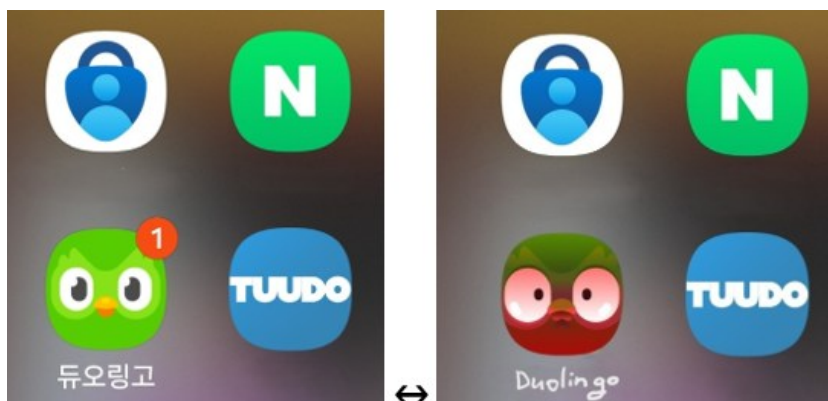 N
N
1
TUUDO
TUUDO
듀오링고
↔
Duolingo